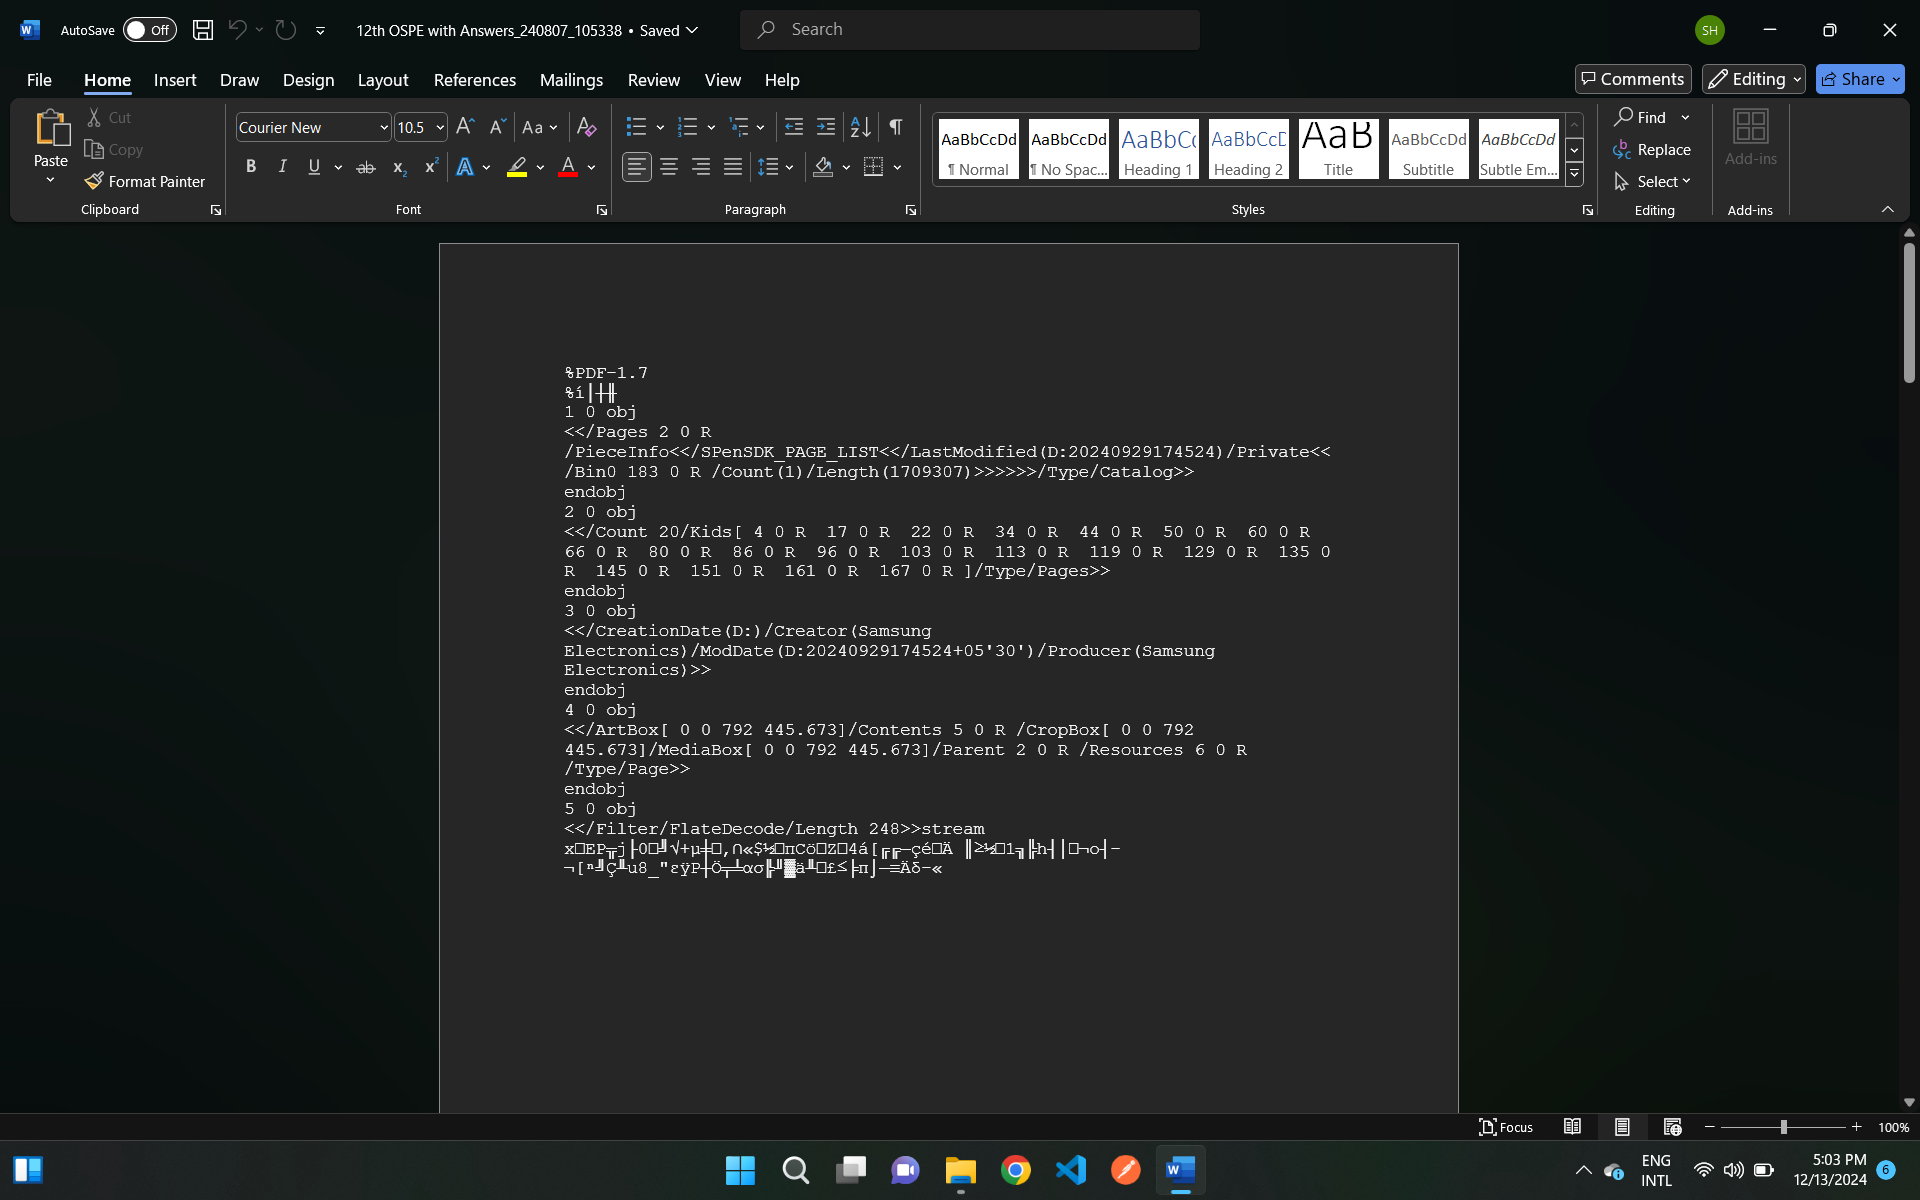 AutoSave Off 12th OSPE with Answers_240807_105338 • Saved Search SH
File Home Insert Draw Design Layout References Mailings Review View Help Comments Editing Share
Paste Cut Copy Format Painter Clipboard
Courier New 10.5 Font
Paragraph
AaBbCcDd AaBbCcDd AaBbCc AaBbCcD AaB AaBbCcDd AaBbCcDd
¶ Normal ¶ No Spac... Heading 1 Heading 2 Title Subtitle Subtle Em...
Styles
Find Replace Select Editing
Add-ins Add-ins
%PDF-1.7
1 0 obj
<</Pages 2 0 R
/PieceInfo<</SPenSDK_PAGE_LIST<</LastModified(D:20240929174524)/Private<<
/Bin0 183 0 R /Count(1)/Length(1709307)>>>>>>/Type/Catalog>>
endobj
2 0 obj
<</Count 20/Kids[ 4 0 R  17 0 R  22 0 R  34 0 R  44 0 R  50 0 R  60 0 R
66 0 R  80 0 R  86 0 R  96 0 R  103 0 R  113 0 R  119 0 R  129 0 R  135 0
R  145 0 R  151 0 R  161 0 R  167 0 R ]/Type/Pages>>
endobj
3 0 obj
<</CreationDate(D:)/Creator(Samsung
Electronics)/ModDate(D:20240929174524+05'30')/Producer(Samsung
Electronics)>>
endobj
4 0 obj
<</ArtBox[ 0 0 792 445.673]/Contents 5 0 R /CropBox[ 0 0 792
445.673]/MediaBox[ 0 0 792 445.673]/Parent 2 0 R /Resources 6 0 R
/Type/Page>>
endobj
5 0 obj
<</Filter/FlateDecode/Length 248>>stream
Focus 100%
ENG INTL 5:03 PM 12/13/2024 6